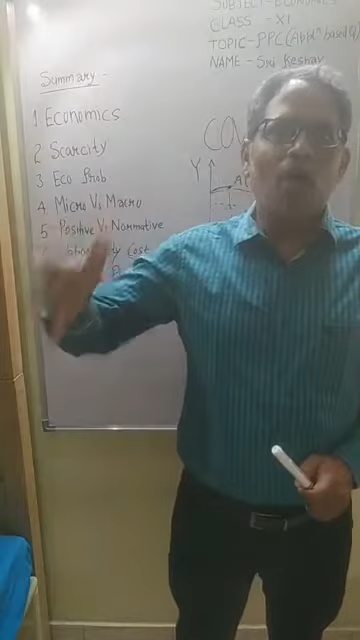 SUBJECT-ECONOMICS
CLASS - XI
TOPIC-PPC
NAME - Sri Keshav
Summary -
1 Economics
2 Scarcity
3 Eco Prob.
4 Micro Vs Macro
5 Positive Vs Normative
Cost
Y
A